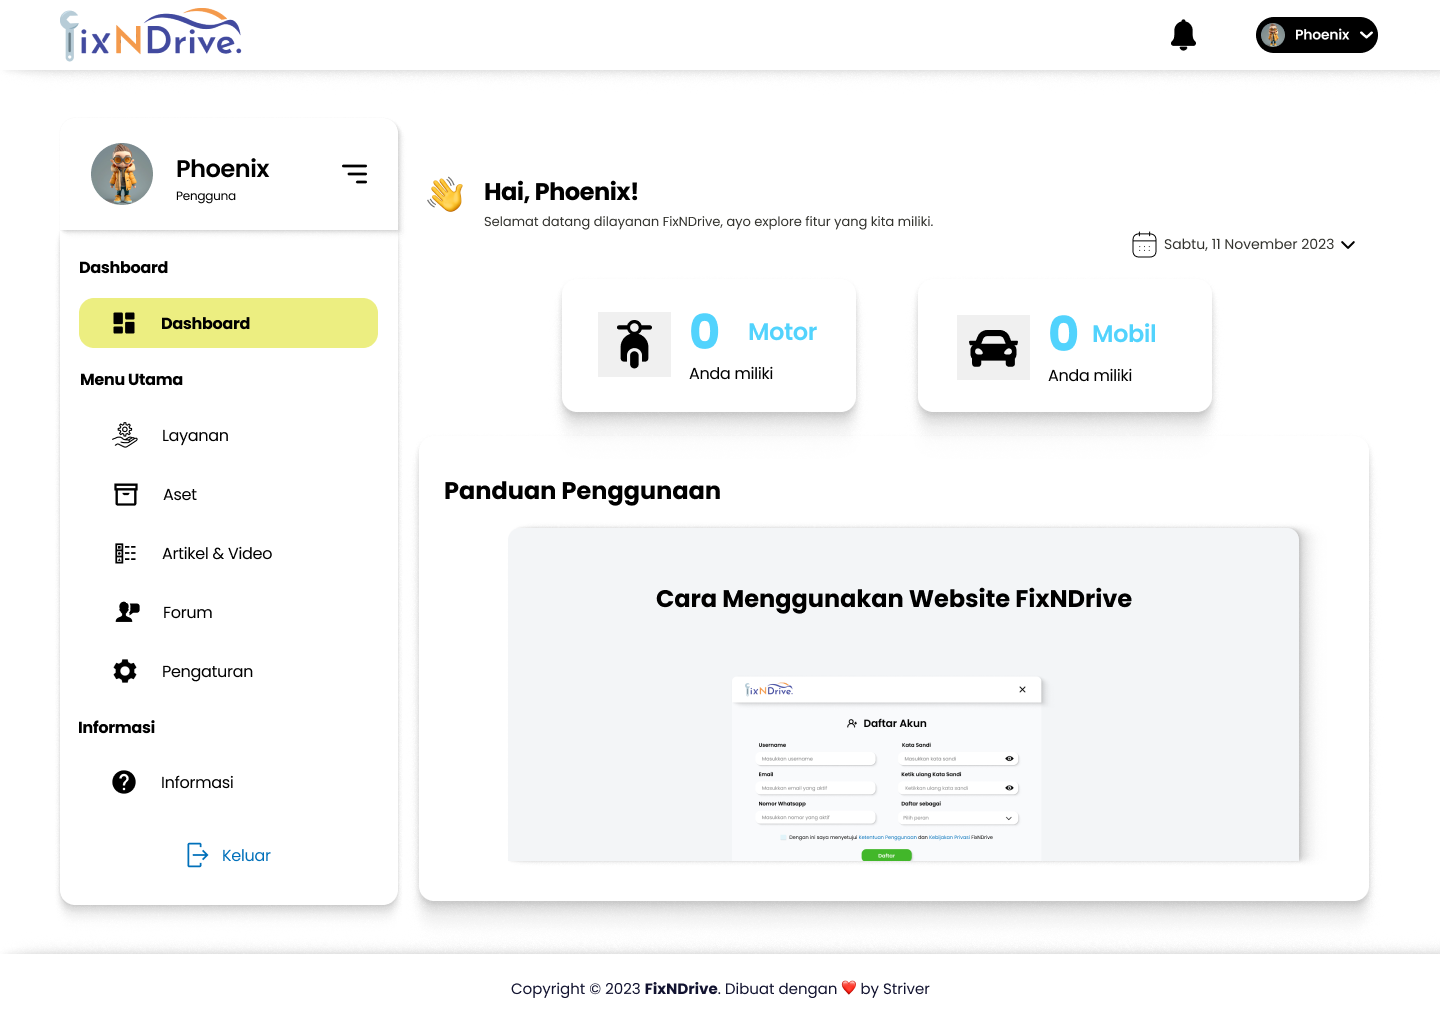 fixNDrive.
Phoenix
Phoenix
Pengguna
Dashboard
Dashboard
Menu Utama
Layanan
Aset
Artikel & Video
Forum
Pengaturan
Informasi
Informasi
Keluar
Hai, Phoenix!
Selamat datang dilayanan FixNDrive, ayo explore fitur yang kita miliki.
Sabtu, 11 November 2023
0 Motor
Anda miliki
0 Mobil
Anda miliki
Panduan Penggunaan
Cara Menggunakan Website FixNDrive
fixNDrive.
Daftar Akun
Username
Kata Sandi
Masukkan username
Masukkan kata sandi
Email
Ketik ulang Kata Sandi
Masukkan email yang aktif
Ketikkan ulang kata sandi
Nomor Whatsapp
Daftar sebagai
Masukkan nomor yang aktif
Pilih peran
Dengan ini saya menyetujui Ketentuan Penggunaan dan Kebijakan Privasi FixNDrive
Daftar
Copyright © 2023 FixNDrive. Dibuat dengan ❤️ by Striver